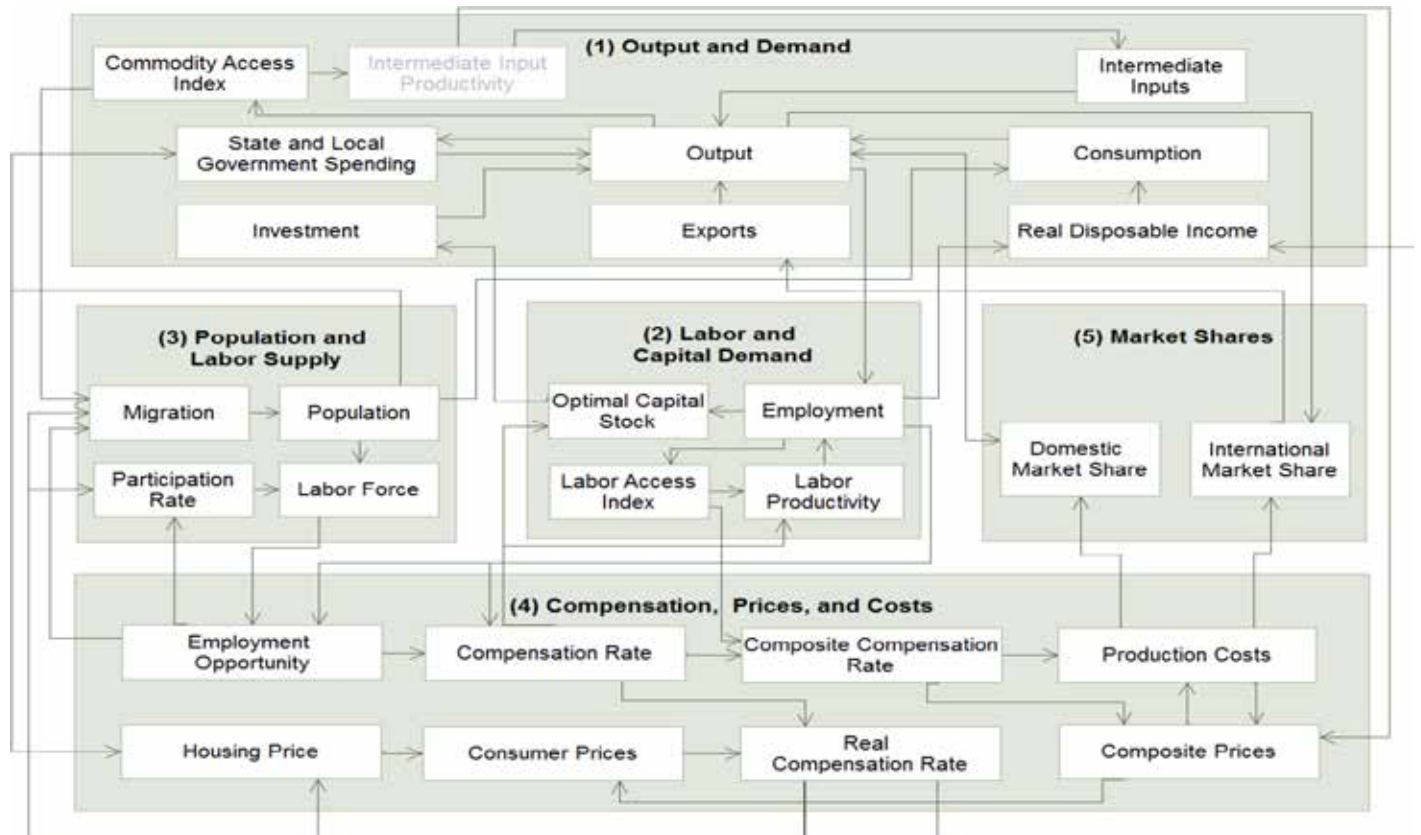 (1) Output and Demand
Commodity Access
Index
Intermediate Input
Productivity
Intermediate
Inputs
State and Local
Government Spending
Output
Consumption
Investment
Exports
Real Disposable Income
(3) Population and
Labor Supply
Migration
Population
Participation
Rate
Labor Force
(2) Labor and
Capital Demand
Optimal Capital
Stock
Employment
Labor Access
Index
Labor
Productivity
(5) Market Shares
Domestic
Market Share
International
Market Share
(4) Compensation, Prices, and Costs
Employment
Opportunity
Compensation Rate
Composite Compensation
Rate
Production Costs
Housing Price
Consumer Prices
Real
Compensation Rate
Composite Prices